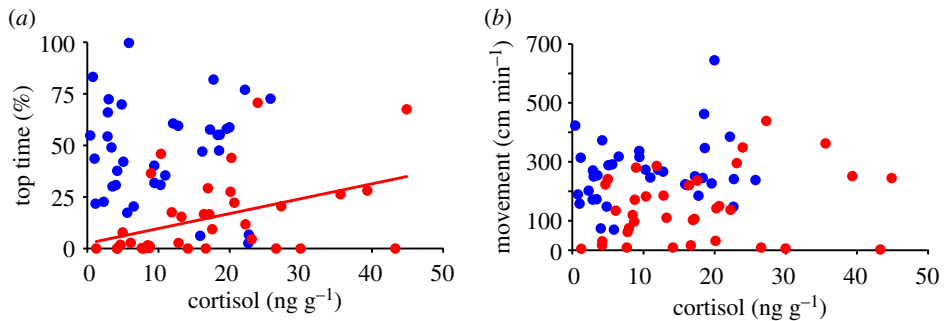 (a)
100
75
50
25
0
top time (%)
0 10 20 30 40 50
cortisol (ng g⁻¹)
(b)
700
500
300
100
0
movement (cm min⁻¹)
0 10 20 30 40 50
cortisol (ng g⁻¹)